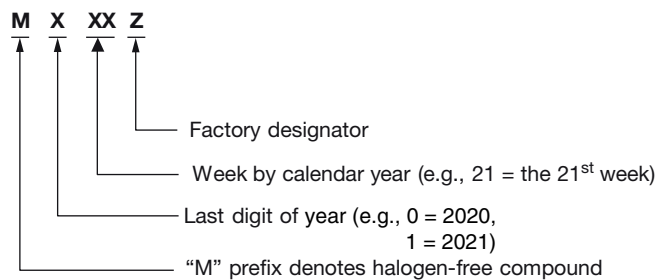 M X XX Z
Factory designator
Week by calendar year (e.g., 21 = the 21st week)
Last digit of year (e.g., 0 = 2020,
1 = 2021)
“M” prefix denotes halogen-free compound